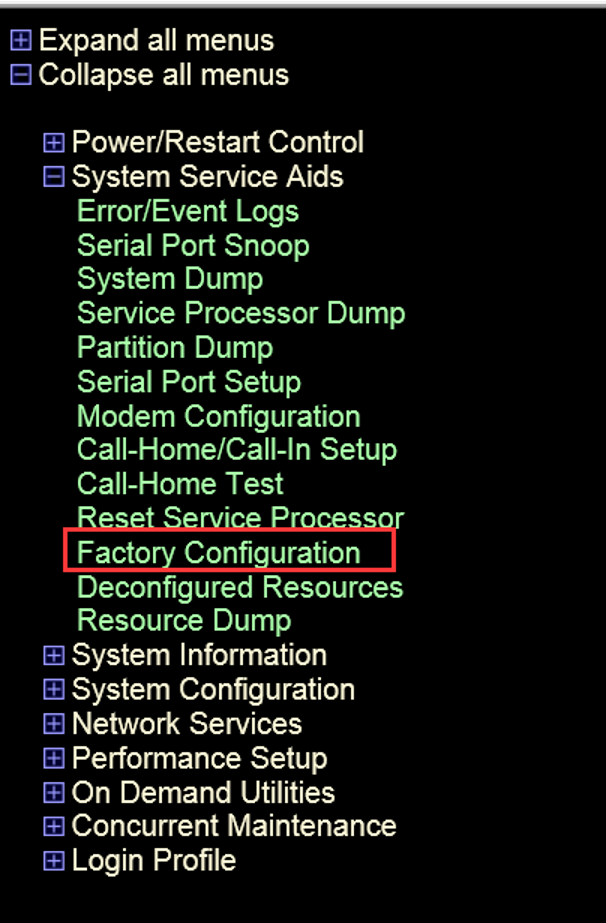 Expand all menus
Collapse all menus
Power/Restart Control
System Service Aids
Error/Event Logs
Serial Port Snoop
System Dump
Service Processor Dump
Partition Dump
Serial Port Setup
Modem Configuration
Call-Home/Call-In Setup
Call-Home Test
Reset Service Processor
Factory Configuration
Deconfigured Resources
Resource Dump
System Information
System Configuration
Network Services
Performance Setup
On Demand Utilities
Concurrent Maintenance
Login Profile